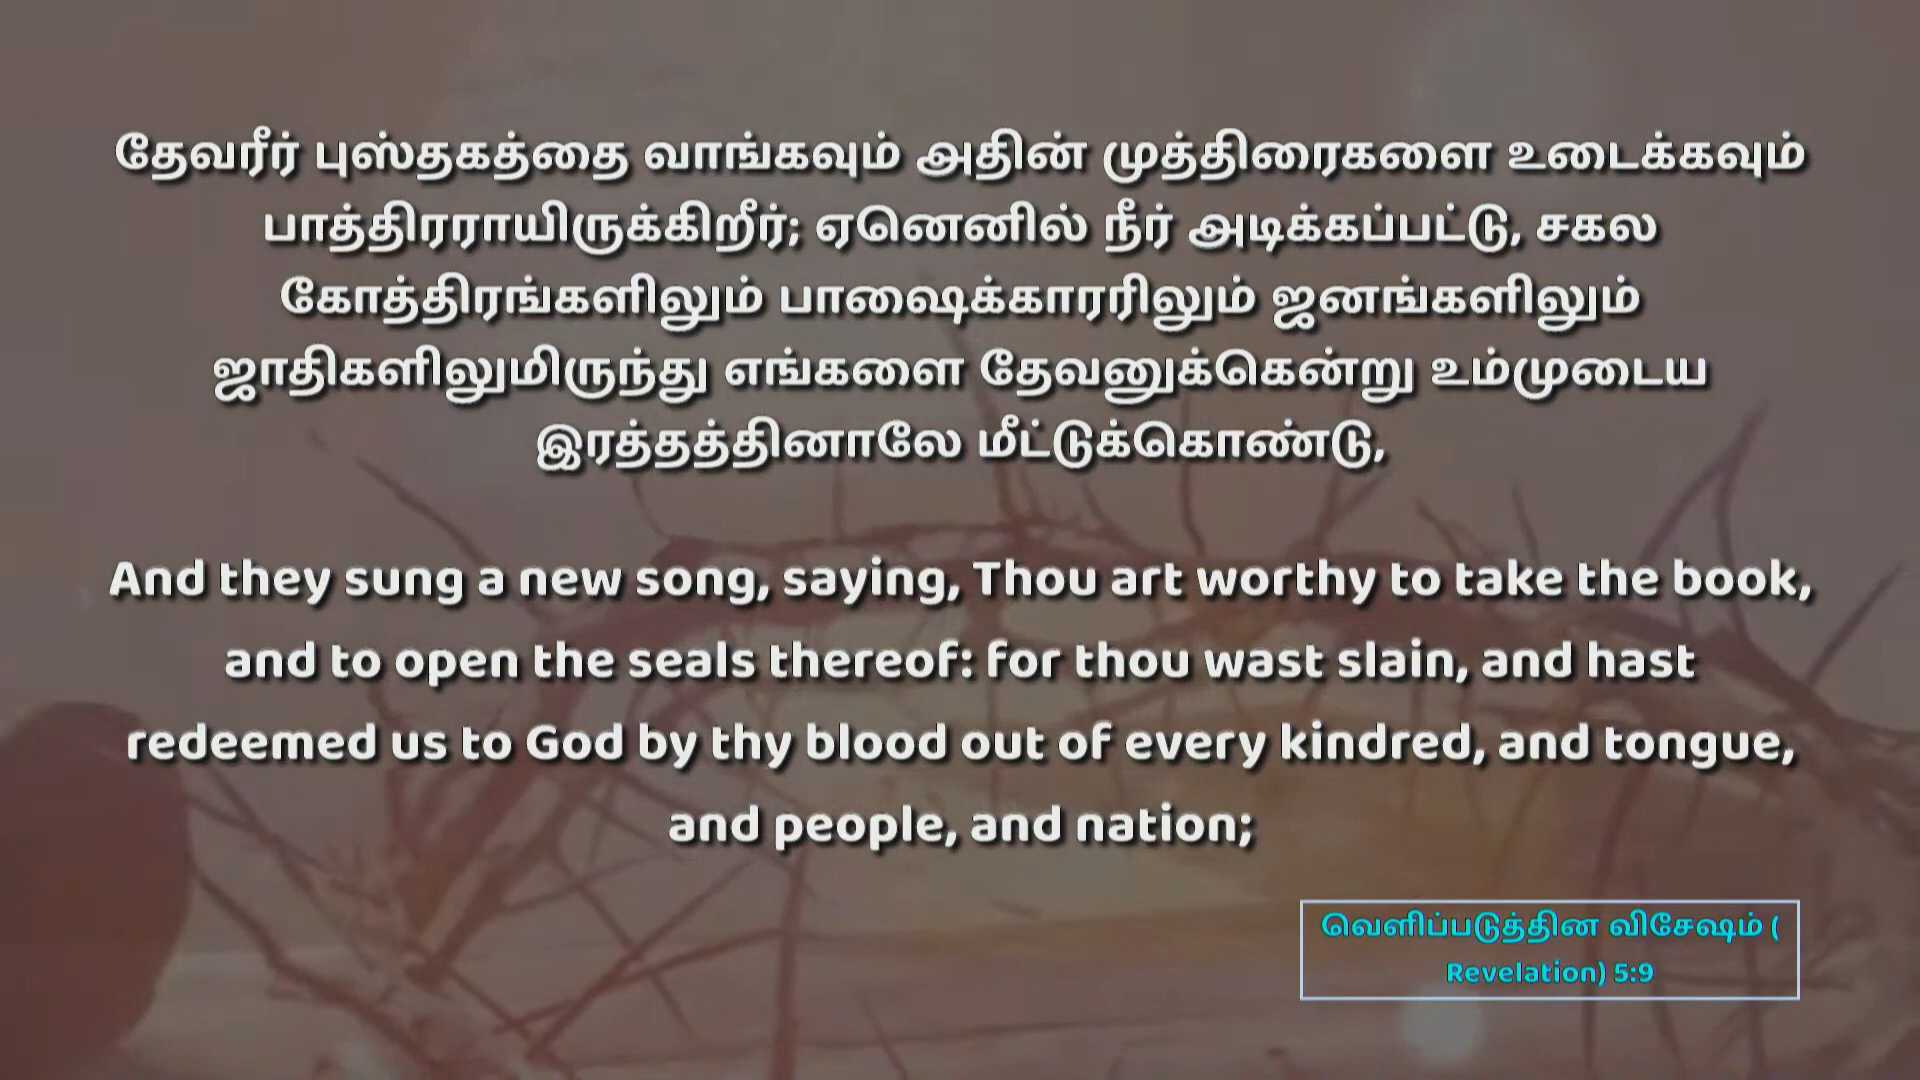 தேவரீர் புஸ்தகத்தை வாங்கவும் அதின் முத்திரைகளை உடைக்கவும்
பாத்திரராயிருக்கிறீர்; ஏனெனில் நீர் அடிக்கப்பட்டு, சகல
கோத்திரங்களிலும் பாஷைக்காரரிலும் ஜனங்களிலும்
ஜாதிகளிலுமிருந்து எங்களை தேவனுக்கென்று உம்முடைய
இரத்தத்தினாலே மீட்டுக்கொண்டு,
And they sung a new song, saying, Thou art worthy to take the book,
and to open the seals thereof: for thou wast slain, and hast
redeemed us to God by thy blood out of every kindred, and tongue,
and people, and nation;
வெளிப்படுத்தின விசேஷம் (
Revelation) 5:9